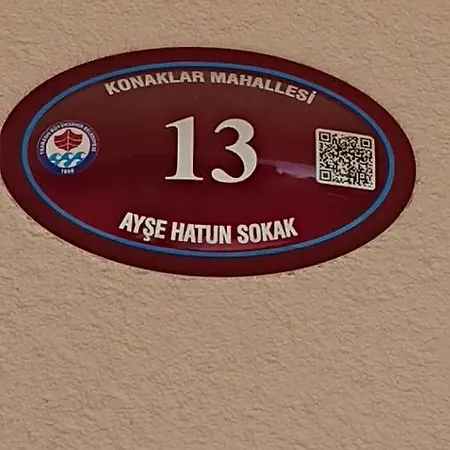 KONAKLAR MAHALLESİ
13
AYŞE HATUN SOKAK